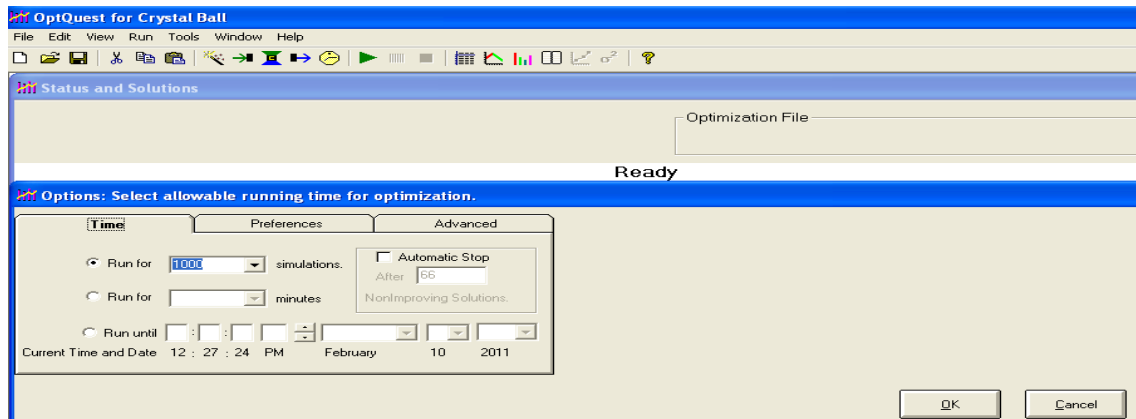 OptQuest for Crystal Ball
File Edit View Run Tools Window Help
Status and Solutions
Optimization File
Ready
Options: Select allowable running time for optimization.
Time Preferences Advanced
Run for 1000 simulations.
Automatic Stop
After 66
NonImproving Solutions.
Run for minutes
Run until : :
Current Time and Date 12 : 27 : 24 PM February 10 2011
OK Cancel